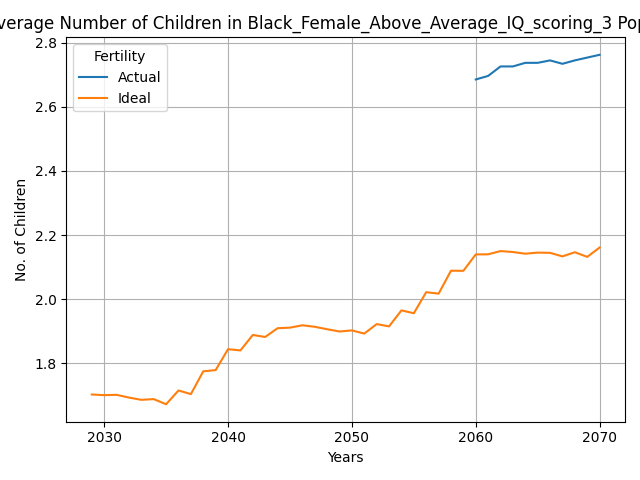 verage Number of Children in Black_Female_Above_Average_IQ_scoring_3 Pop
Fertility
Actual
Ideal
2.8
2.6
2.4
2.2
2.0
1.8
No. of Children
2030
2040
2050
2060
2070
Years